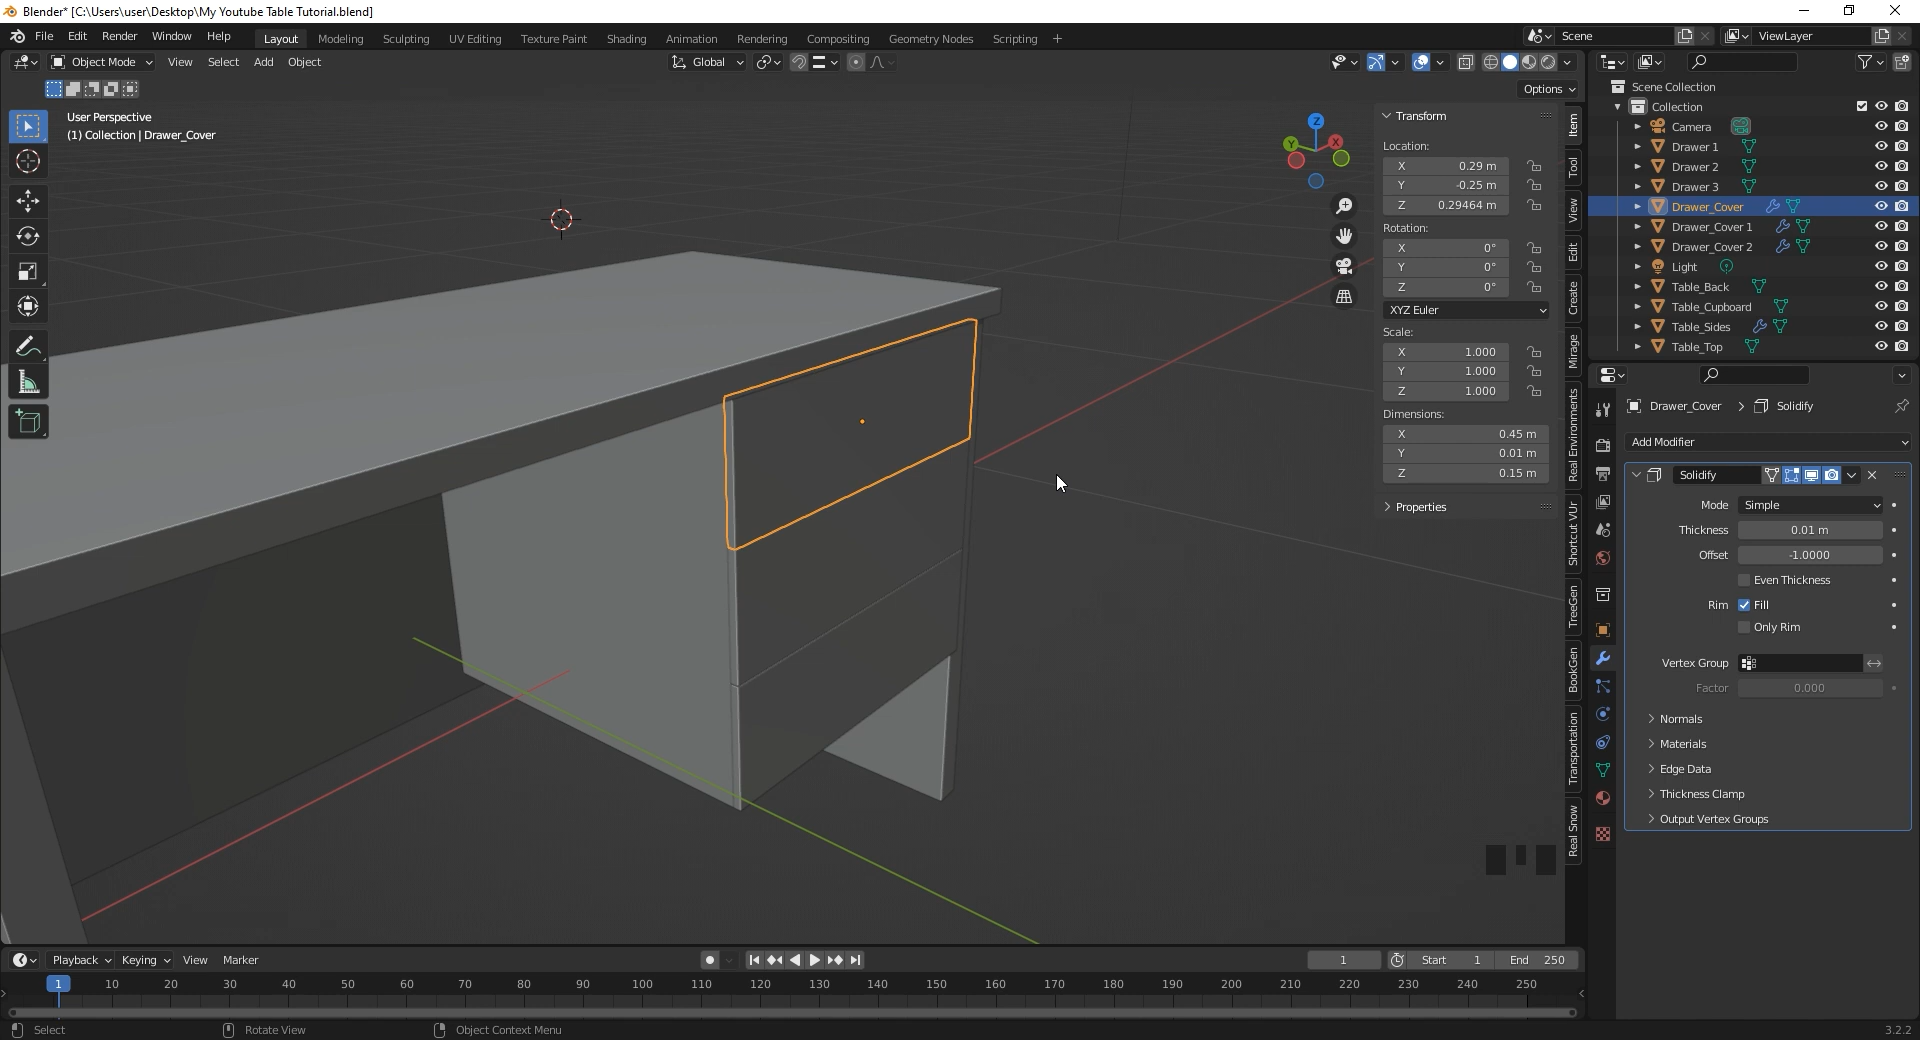 Blender* [C:\Users\user\Desktop\My Youtube Table Tutorial.blend]
File Edit Render Window Help Layout Modeling Sculpting UV Editing Texture Paint Shading Animation Rendering Compositing Geometry Nodes Scripting + Scene ViewLayer
Object Mode View Select Add Object Global
Options
User Perspective
(1) Collection | Drawer_Cover
Z
Y
X
Transform
Location:
X 0.29 m
Y -0.25 m
Z 0.29464 m
Rotation:
X 0°
Y 0°
Z 0°
XYZ Euler
Scale:
X 1.000
Y 1.000
Z 1.000
Dimensions:
X 0.45 m
Y 0.01 m
Z 0.15 m
Properties
Item
Tool
View
Edit
Create
Mirage
Real Environments
Shortcut VUr
TreeGen
BookGen
Transportation
Real Snow
Scene Collection
Collection
Camera
Drawer 1
Drawer 2
Drawer 3
Drawer_Cover
Drawer_Cover 1
Drawer_Cover 2
Light
Table_Back
Table_Cupboard
Table_Sides
Table_Top
Drawer_Cover > Solidify
Add Modifier
Solidify
Mode Simple
Thickness 0.01 m
Offset -1.0000
Even Thickness
Rim Fill
Only Rim
Vertex Group
Factor 0.000
Normals
Materials
Edge Data
Thickness Clamp
Output Vertex Groups
Playback Keying View Marker 1 Start 1 End 250
1 10 20 30 40 50 60 70 80 90 100 110 120 130 140 150 160 170 180 190 200 210 220 230 240 250
Select Rotate View Object Context Menu 3.2.2